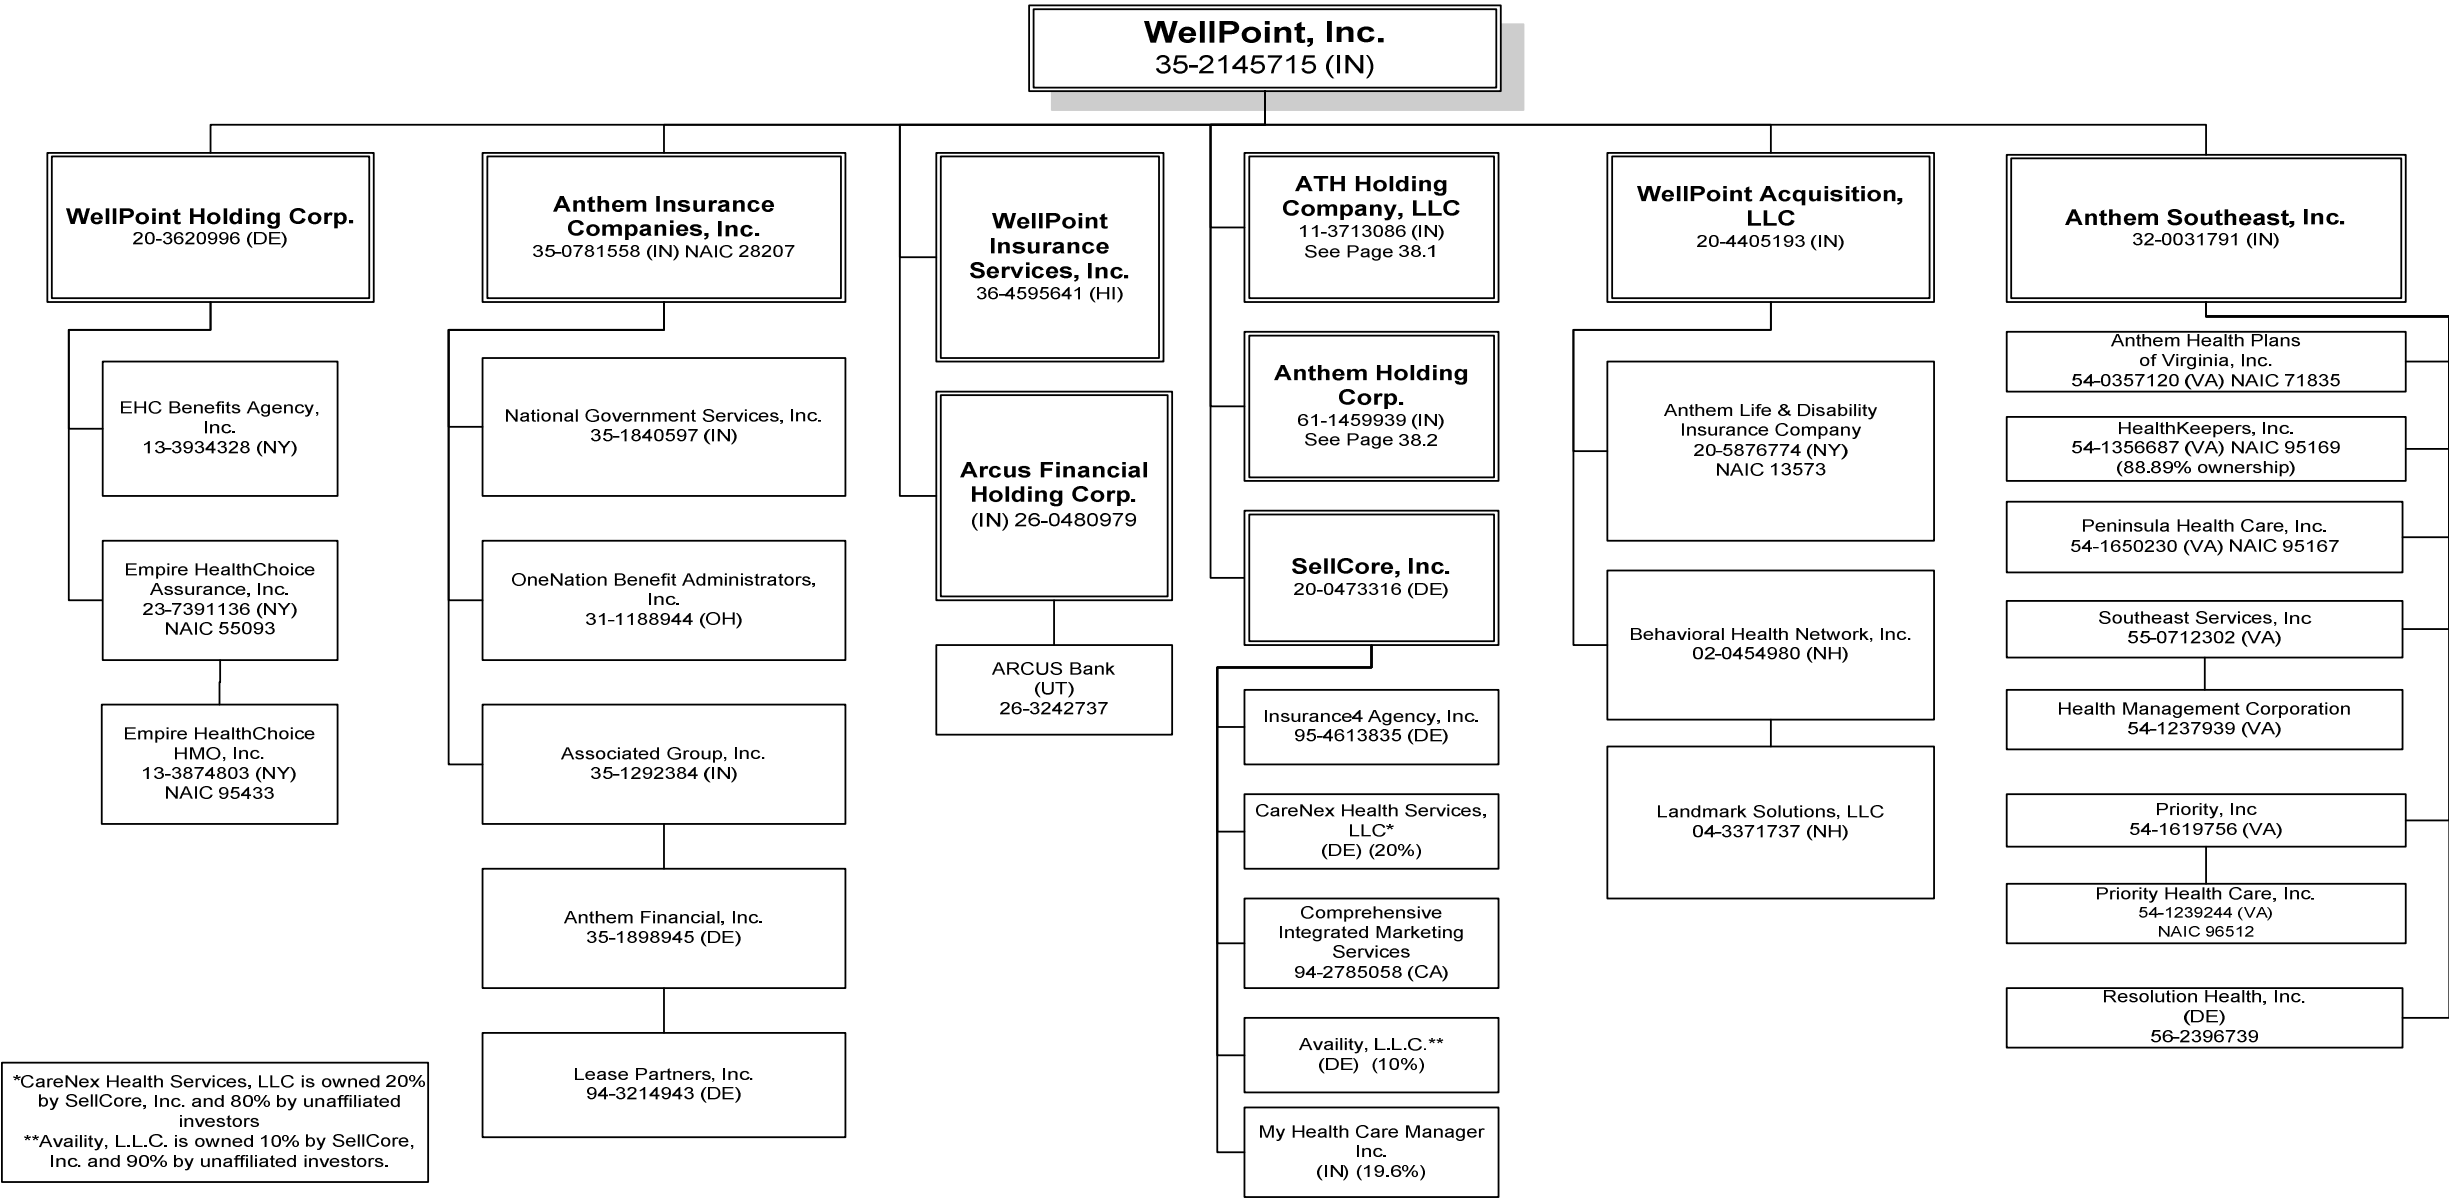 WellPoint, Inc.
35-2145715 (IN)
WellPoint Holding Corp.
20-3620996 (DE)
EHC Benefits Agency,
Inc.
13-3934328 (NY)
Empire HealthChoice
Assurance, Inc.
23-7391136 (NY)
NAIC 55093
Empire HealthChoice
HMO, Inc.
13-3874803 (NY)
NAIC 95433
Anthem Insurance
Companies, Inc.
35-0781558 (IN) NAIC 28207
National Government Services, Inc.
35-1840597 (IN)
OneNation Benefit Administrators,
Inc.
31-1188944 (OH)
Associated Group, Inc.
35-1292384 (IN)
Anthem Financial, Inc.
35-1898945 (DE)
Lease Partners, Inc.
94-3214943 (DE)
WellPoint
Insurance
Services, Inc.
36-4595641 (HI)
Arcus Financial
Holding Corp.
(IN) 26-0480979
ARCUS Bank
(UT)
26-3242737
ATH Holding
Company, LLC
11-3713086 (IN)
See Page 38.1
Anthem Holding
Corp.
61-1459939 (IN)
See Page 38.2
SellCore, Inc.
20-0473316 (DE)
Insurance4 Agency, Inc.
95-4613835 (DE)
CareNex Health Services,
LLC*
(DE) (20%)
Comprehensive
Integrated Marketing
Services
94-2785058 (CA)
Availity, L.L.C.**
(DE) (10%)
My Health Care Manager
Inc.
(IN) (19.6%)
WellPoint Acquisition,
LLC
20-4405193 (IN)
Anthem Life & Disability
Insurance Company
20-5876774 (NY)
NAIC 13573
Behavioral Health Network, Inc.
02-0454980 (NH)
Landmark Solutions, LLC
04-3371737 (NH)
Anthem Southeast, Inc.
32-0031791 (IN)
Anthem Health Plans
of Virginia, Inc.
54-0357120 (VA) NAIC 71835
HealthKeepers, Inc.
54-1356687 (VA) NAIC 95169
(88.89% ownership)
Peninsula Health Care, Inc.
54-1650230 (VA) NAIC 95167
Southeast Services, Inc
55-0712302 (VA)
Health Management Corporation
54-1237939 (VA)
Priority, Inc
54-1619756 (VA)
Priority Health Care, Inc.
54-1239244 (VA)
NAIC 96512
Resolution Health, Inc.
(DE)
56-2396739
*CareNex Health Services, LLC is owned 20%
by SellCore, Inc. and 80% by unaffiliated
investors
**Availity, L.L.C. is owned 10% by SellCore,
Inc. and 90% by unaffiliated investors.